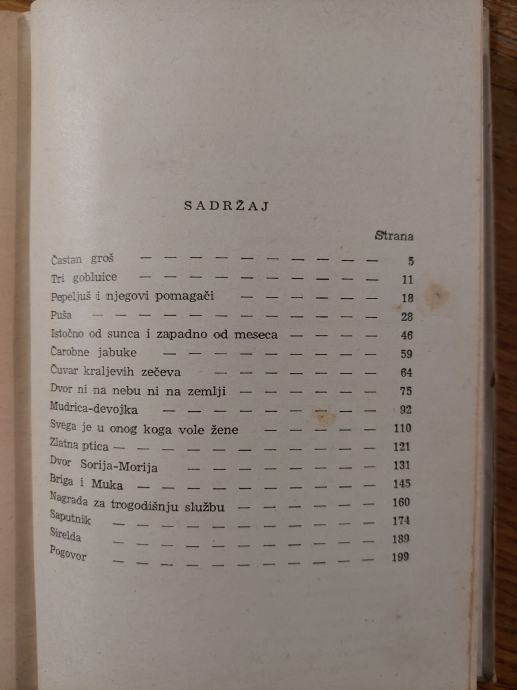 SADRŽAJ
Strana
Častan groš — — — — — — — — — 5
Tri gobluice — — — — — — — — — 11
Pepeljuš i njegovi pomagači — — — — — — 18
Puša — — — — — — — — — — 28
Istočno od sunca i zapadno od meseca — — — — 46
Čarobne jabuke — — — — — — — — 59
Čuvar kraljevih zečeva — — — — — — — 64
Dvor ni na nebu ni na zemlji — — — — — — 75
Mudrica-devojka — — — — — — — — 92
Svega je u onog koga vole žene — — — — — 110
Zlatna ptica — — — — — — — — — — 121
Dvor Sorija-Morija — — — — — — — 131
Briga i Muka — — — — — — — — — 145
Nagrada za trogodišnju službu — — — — — — 160
Saputnik — — — — — — — — — — 174
Sirelda — — — — — — — — — — 189
Pogovor — — — — — — — — — — 199